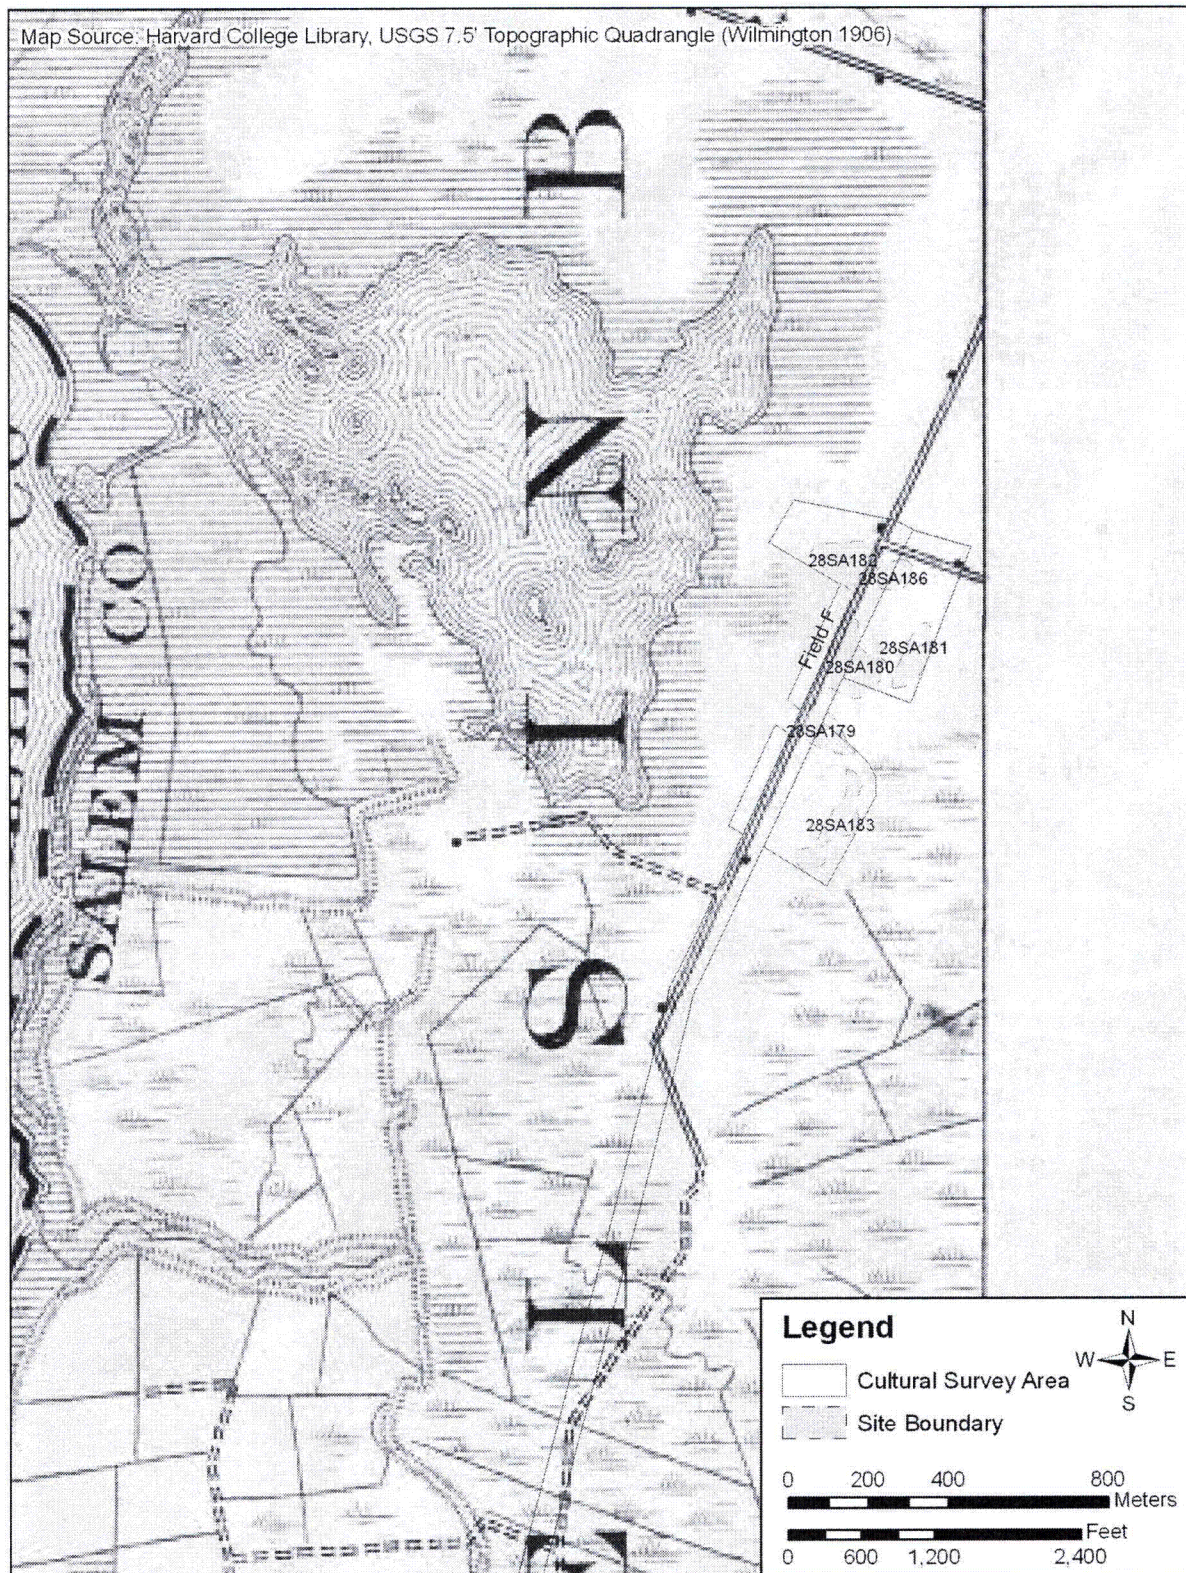 Map Source: Harvard College Library, USGS 7.5' Topographic Quadrangle (Wilmington 1906)
SALEM CO
CO
L S I N B
28SA182
28SA186
28SA181
Field F
28SA180
28SA179
28SA183
Legend
Cultural Survey Area
Site Boundary
N
W E
S
0 200 400 800
Meters
Feet
0 600 1,200 2,400